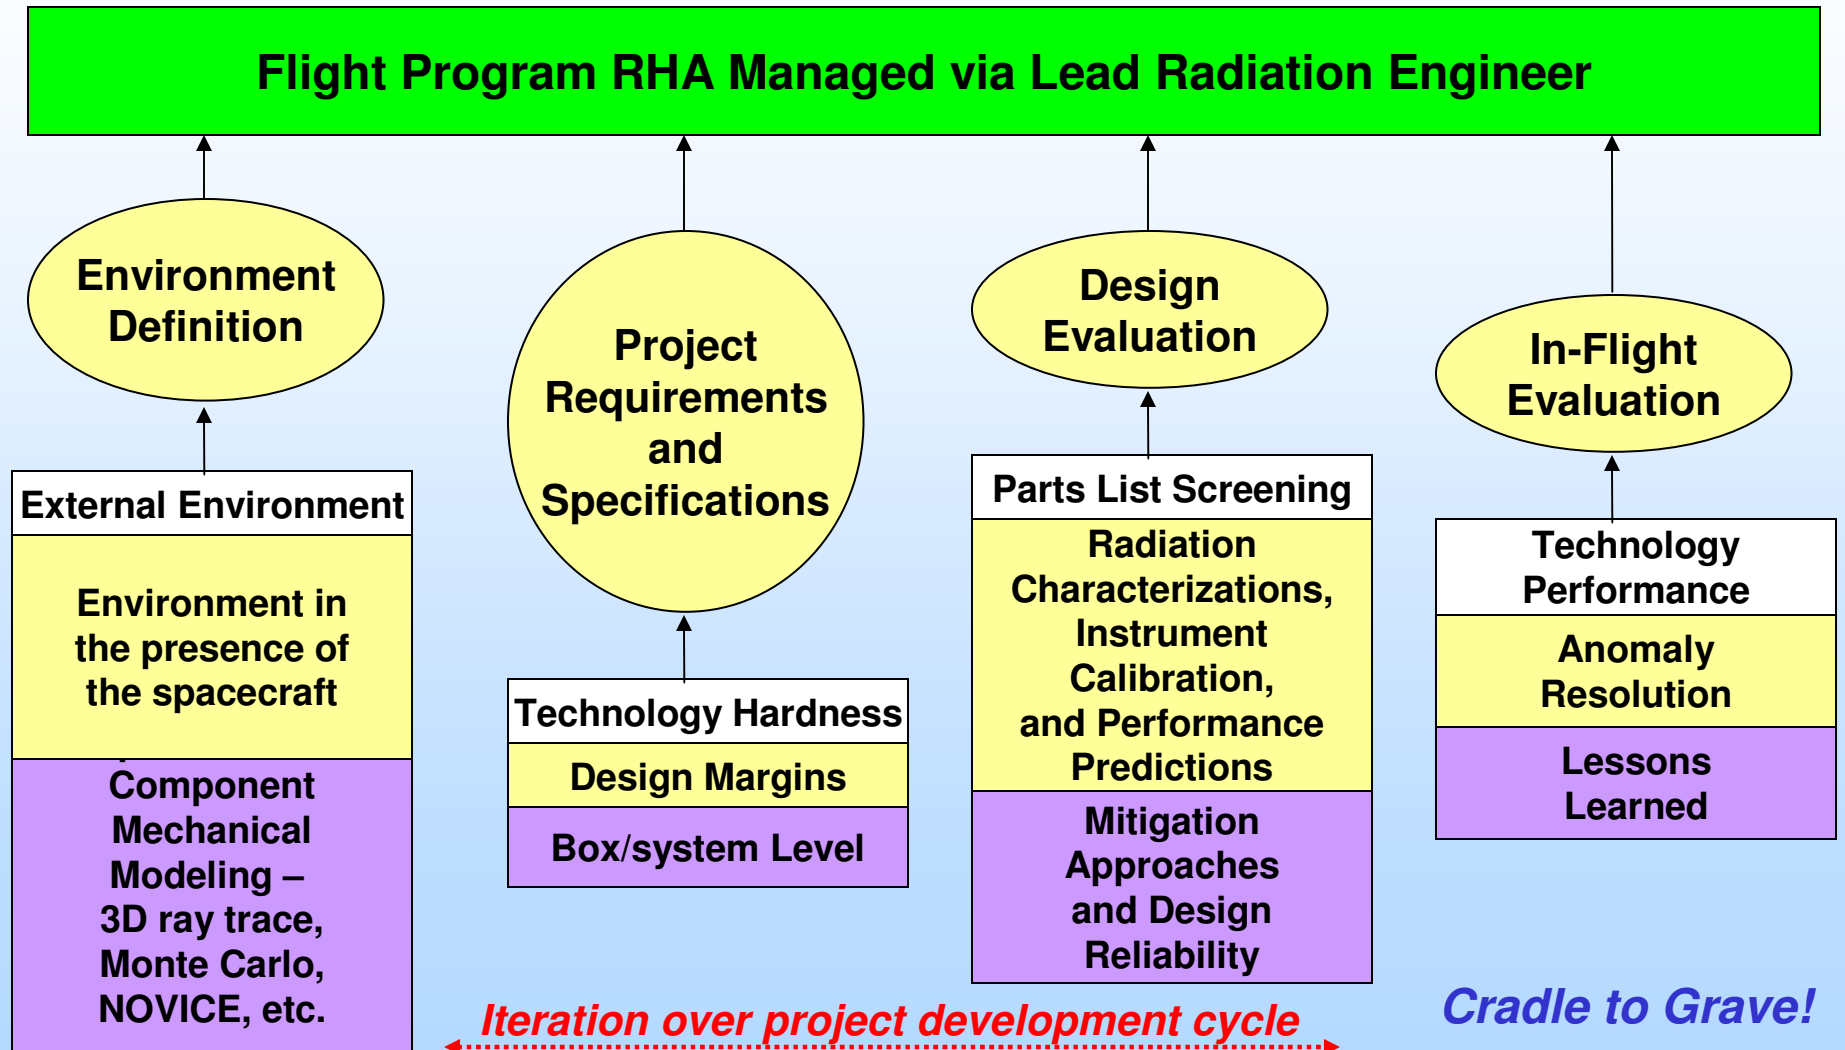 Flight Program RHA Managed via Lead Radiation Engineer
Environment
Definition
External Environment
Environment in
the presence of
the spacecraft
Component
Mechanical
Modeling –
3D ray trace,
Monte Carlo,
NOVICE, etc.
Project
Requirements
and
Specifications
Technology Hardness
Design Margins
Box/system Level
Design
Evaluation
Parts List Screening
Radiation
Characterizations,
Instrument
Calibration,
and Performance
Predictions
Mitigation
Approaches
and Design
Reliability
In-Flight
Evaluation
Technology
Performance
Anomaly
Resolution
Lessons
Learned
Iteration over project development cycle
Cradle to Grave!